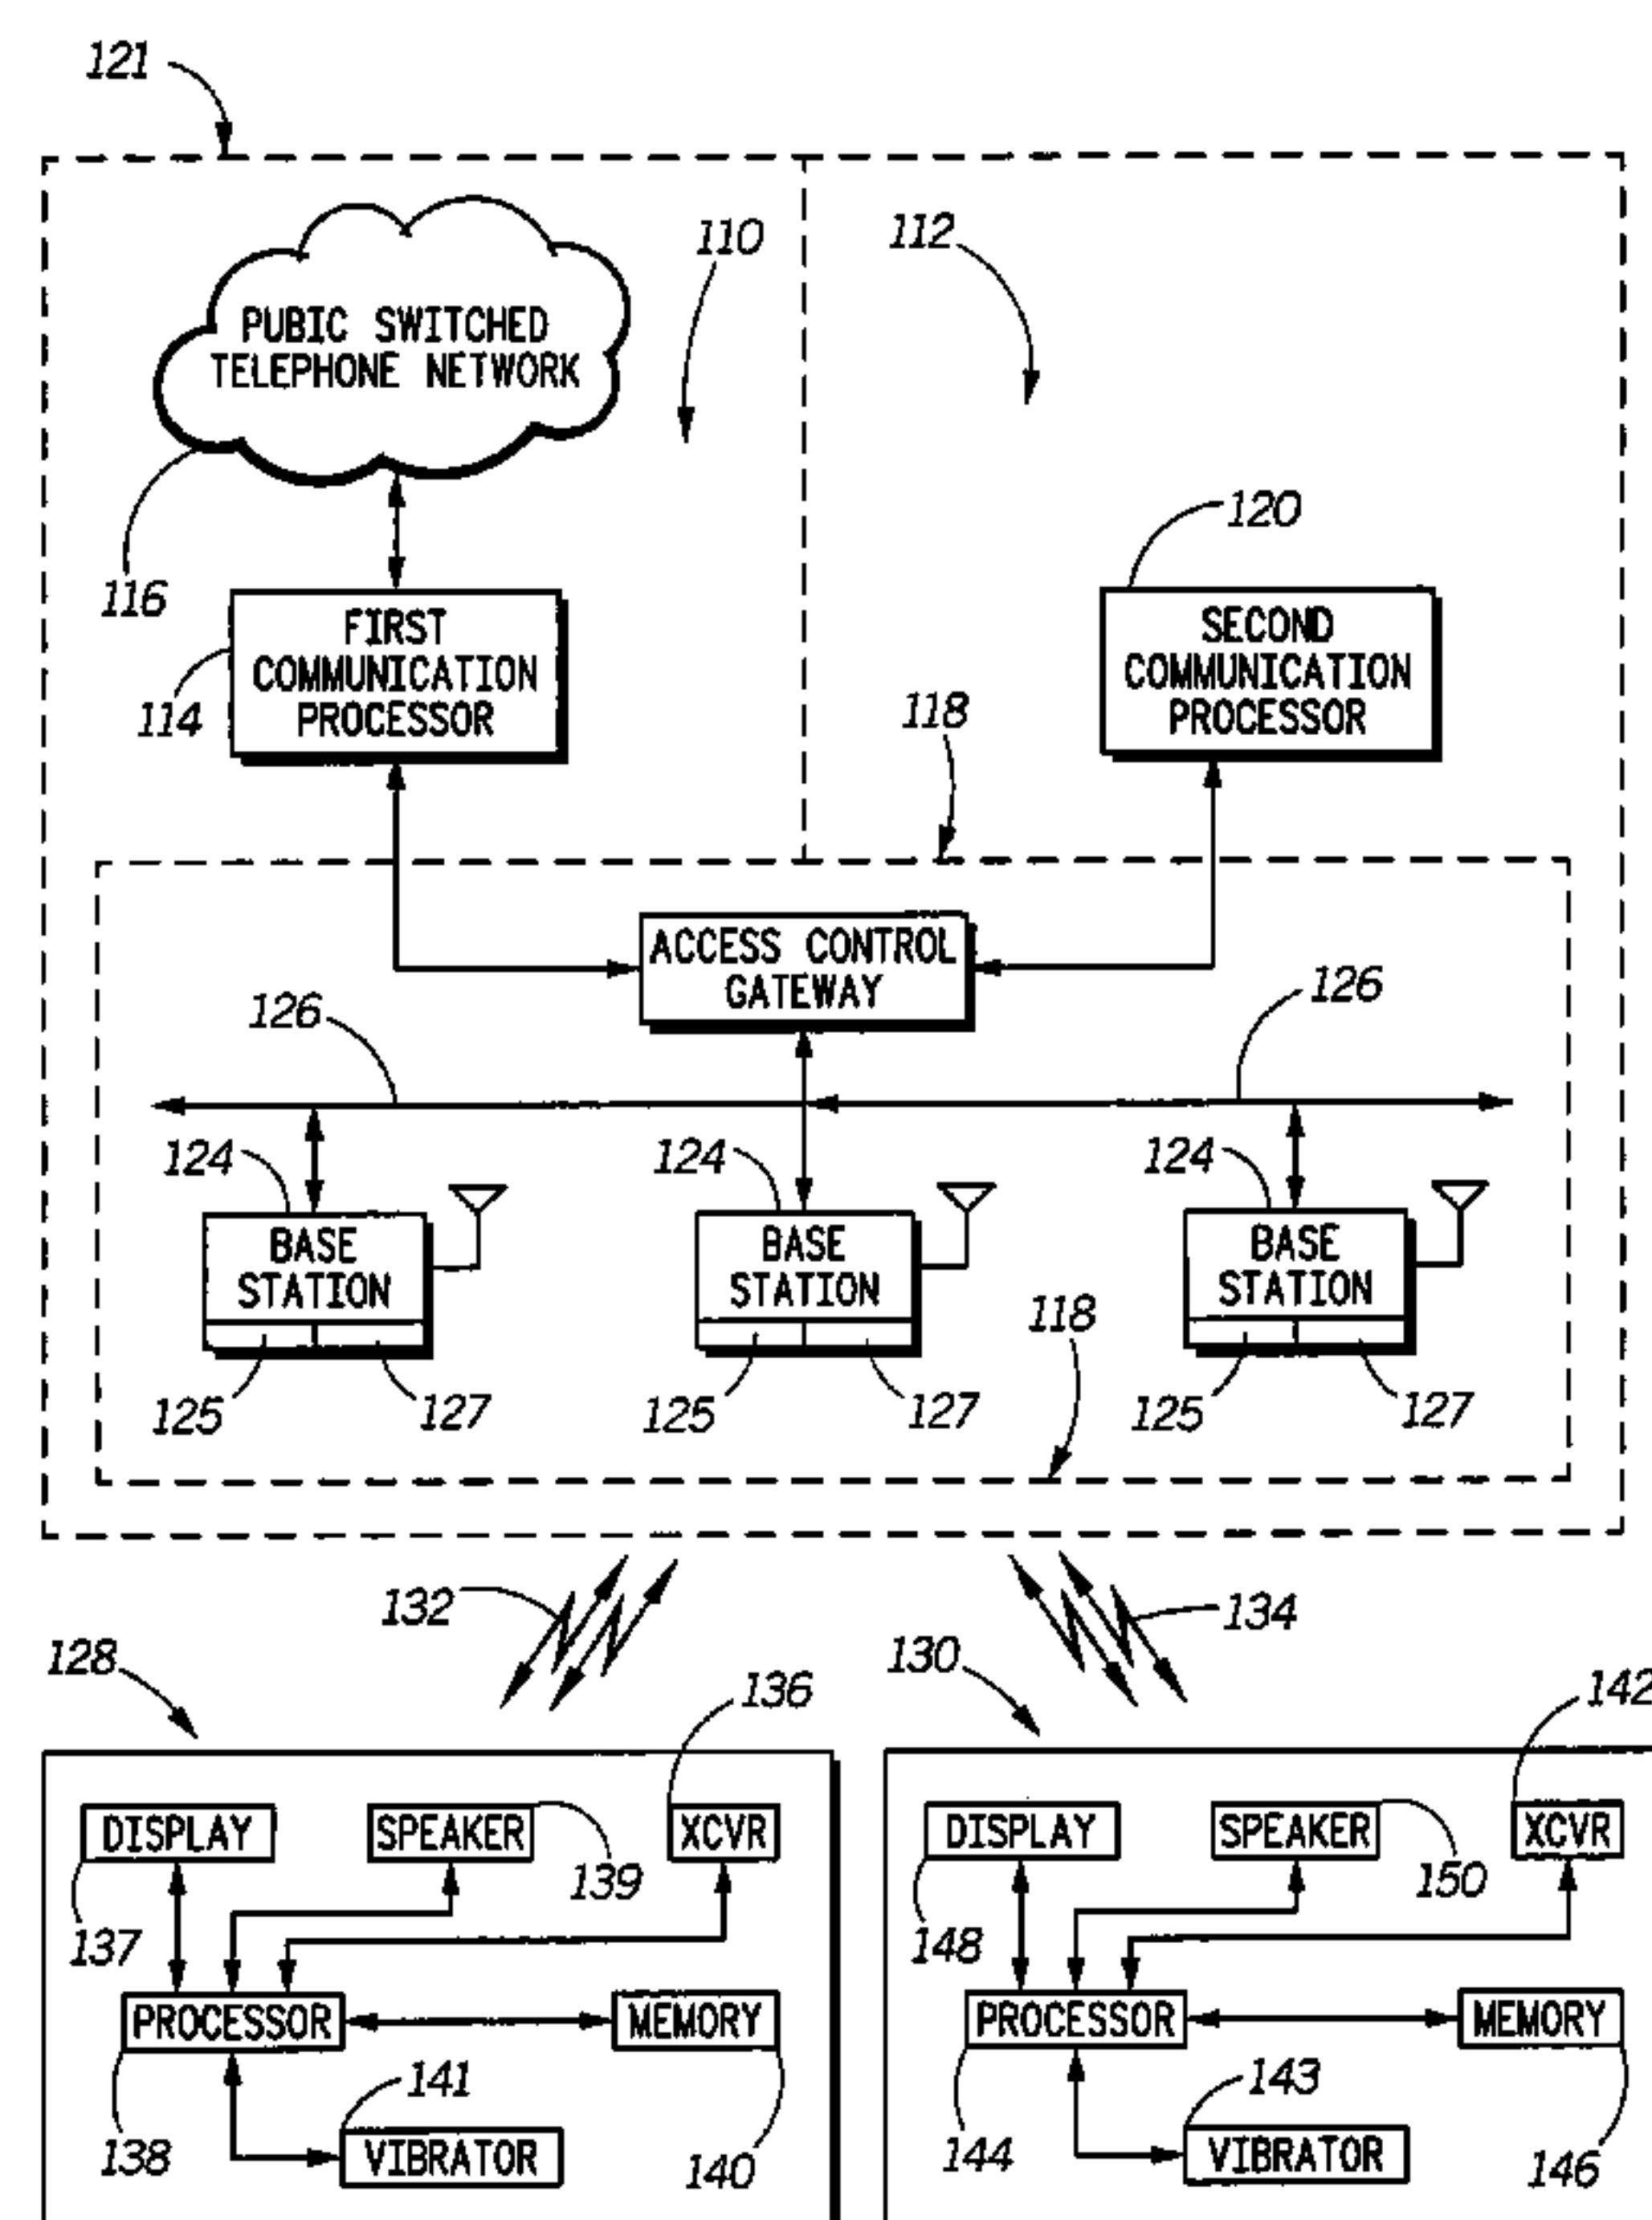 121
110
112
PUBIC SWITCHED
TELEPHONE NETWORK
116
120
FIRST
COMMUNICATION
PROCESSOR
114
SECOND
COMMUNICATION
PROCESSOR
118
ACCESS CONTROL
GATEWAY
126
126
124
124
124
BASE
STATION
BASE
STATION
BASE
STATION
118
125
127
125
127
125
127
132
134
128
136
130
142
DISPLAY
SPEAKER
XCVR
DISPLAY
SPEAKER
XCVR
137
139
148
150
PROCESSOR
MEMORY
PROCESSOR
MEMORY
141
143
138
VIBRATOR
140
144
VIBRATOR
146